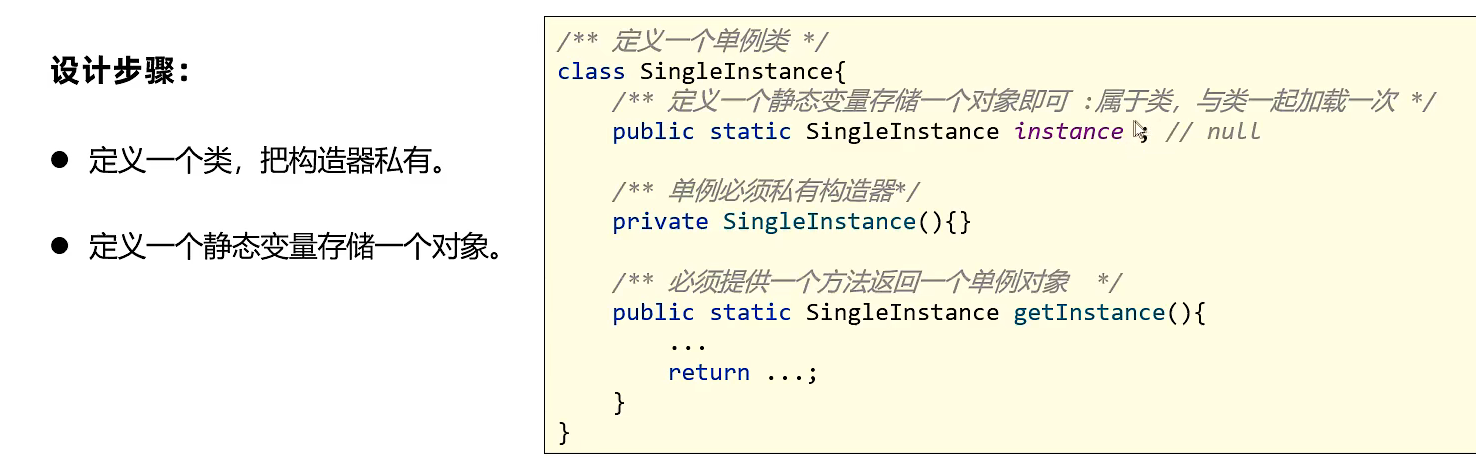 设计步骤：
● 定义一个类，把构造器私有。
● 定义一个静态变量存储一个对象。
/** 定义一个单例类 */
class SingleInstance{
    /** 定义一个静态变量存储一个对象即可 :属于类，与类一起加载一次 */
    public static SingleInstance instance ; // null

    /** 单例必须私有构造器*/
    private SingleInstance(){}

    /** 必须提供一个方法返回一个单例对象  */
    public static SingleInstance getInstance(){
        ...
        return ...;
    }
}